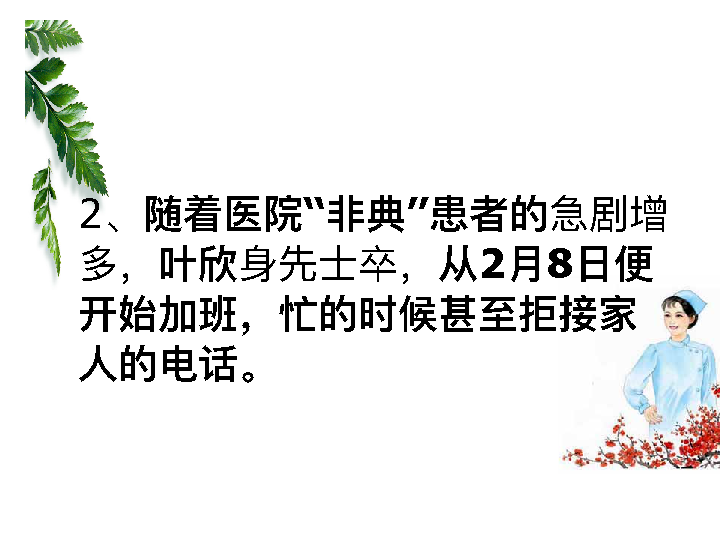 2、随着医院“非典”患者的急剧增
多，叶欣身先士卒，从2月8日便
开始加班，忙的时候甚至拒接家
人的电话。